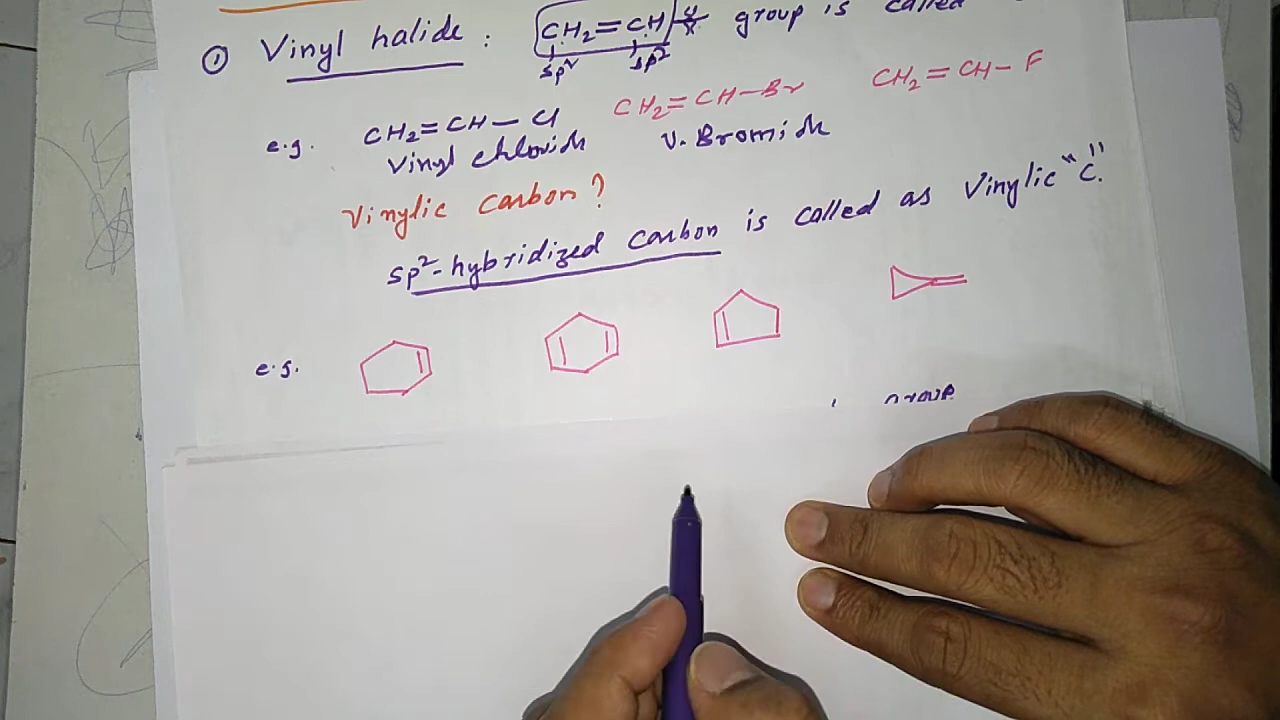 ① Vinyl halide : CH₂=CH-X group is called
sp² sp²
e.g. CH₂=CH-Cl CH₂=CH-Br CH₂=CH-F
Vinyl chloride V. Bromide
Vinylic Carbon?
sp²-hybridized carbon is called as Vinylic "C".
e.g.
group